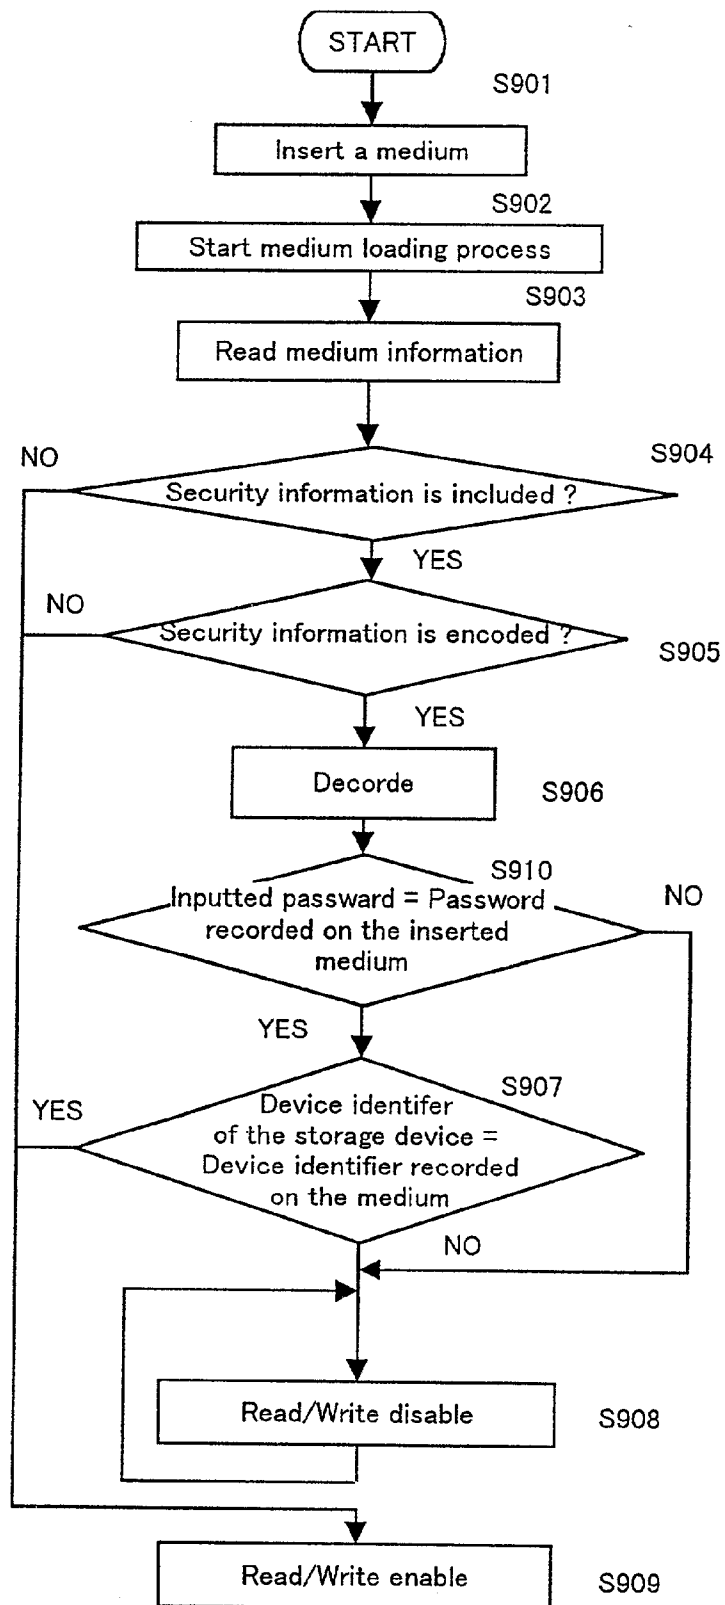 START
S901
Insert a medium
S902
Start medium loading process
S903
Read medium information
NO
S904
Security information is included ?
YES
NO
Security information is encoded ?
S905
YES
Decorde
S906
S910
Inputted passward = Password
NO
recorded on the inserted
medium
YES
S907
YES
Device identifer
of the storage device =
Device identifier recorded
on the medium
NO
Read/Write disable
S908
Read/Write enable
S909